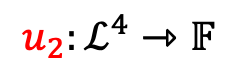 u₂: ℒ⁴ → 𝔽